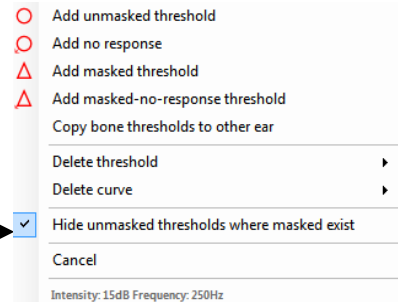 Add unmasked threshold
Add no response
Add masked threshold
Add masked-no-response threshold
Copy bone thresholds to other ear
Delete threshold
Delete curve
Hide unmasked thresholds where masked exist
Cancel
Intensity: 15dB Frequency: 250Hz